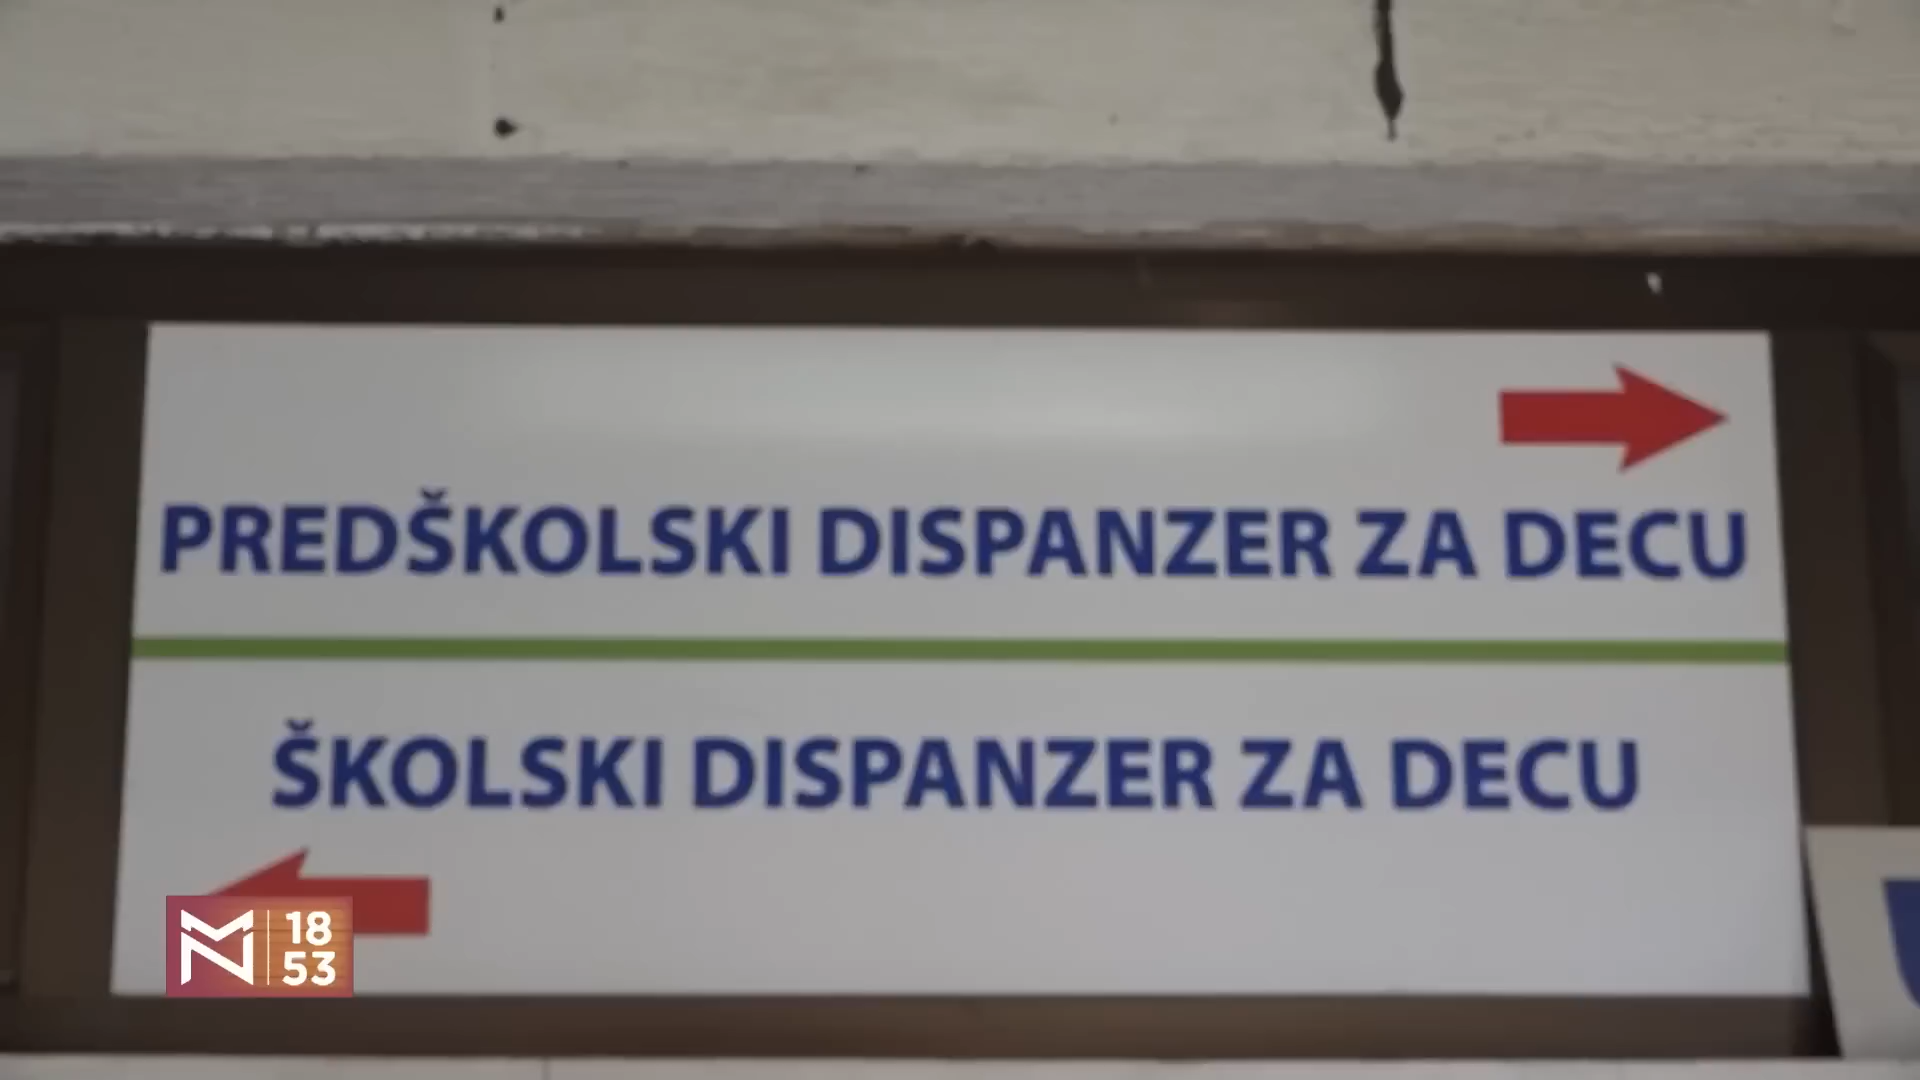 PREDŠKOLSKI DISPANZER ZA DECU
ŠKOLSKI DISPANZER ZA DECU
18
53